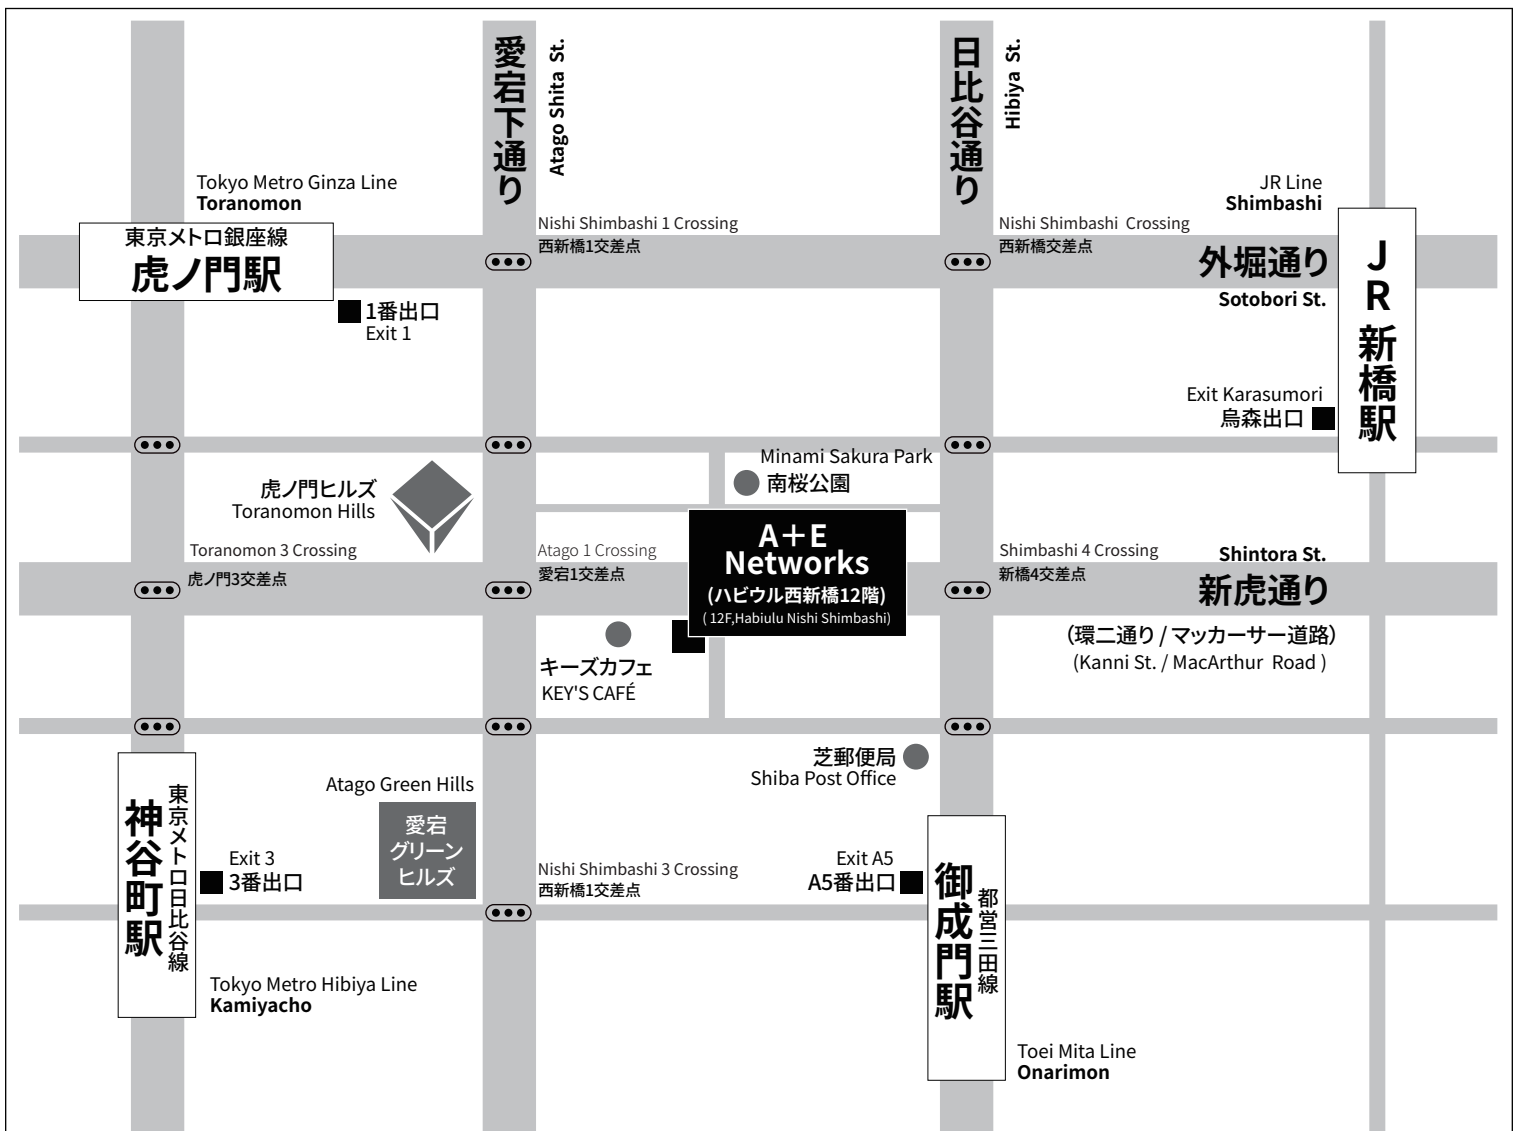 愛宕下通り
Atago Shita St.
日比谷通り
Hibiya St.
Tokyo Metro Ginza Line
Toranomon
東京メトロ銀座線
虎ノ門駅
1番出口
Exit 1
Nishi Shimbashi 1 Crossing
西新橋1交差点
Nishi Shimbashi Crossing
西新橋交差点
JR Line
Shimbashi
外堀通り
Sotobori St.
JR新橋駅
Exit Karasumori
烏森出口
虎ノ門ヒルズ
Toranomon Hills
Minami Sakura Park
南桜公園
Toranomon 3 Crossing
虎ノ門3交差点
Atago 1 Crossing
愛宕1交差点
A+E
Networks
(ハビウル西新橋12階)
( 12F,Habiulu Nishi Shimbashi)
Shimbashi 4 Crossing
新橋4交差点
Shintora St.
新虎通り
（環二通り / マッカーサー道路）
(Kanni St. / MacArthur Road )
キーズカフェ
KEY'S CAFÉ
芝郵便局
Shiba Post Office
東京メトロ日比谷線
神谷町駅
Exit 3
3番出口
Tokyo Metro Hibiya Line
Kamiyacho
Atago Green Hills
愛宕
グリーン
ヒルズ
Nishi Shimbashi 3 Crossing
西新橋1交差点
Exit A5
A5番出口
都営三田線
御成門駅
Toei Mita Line
Onarimon